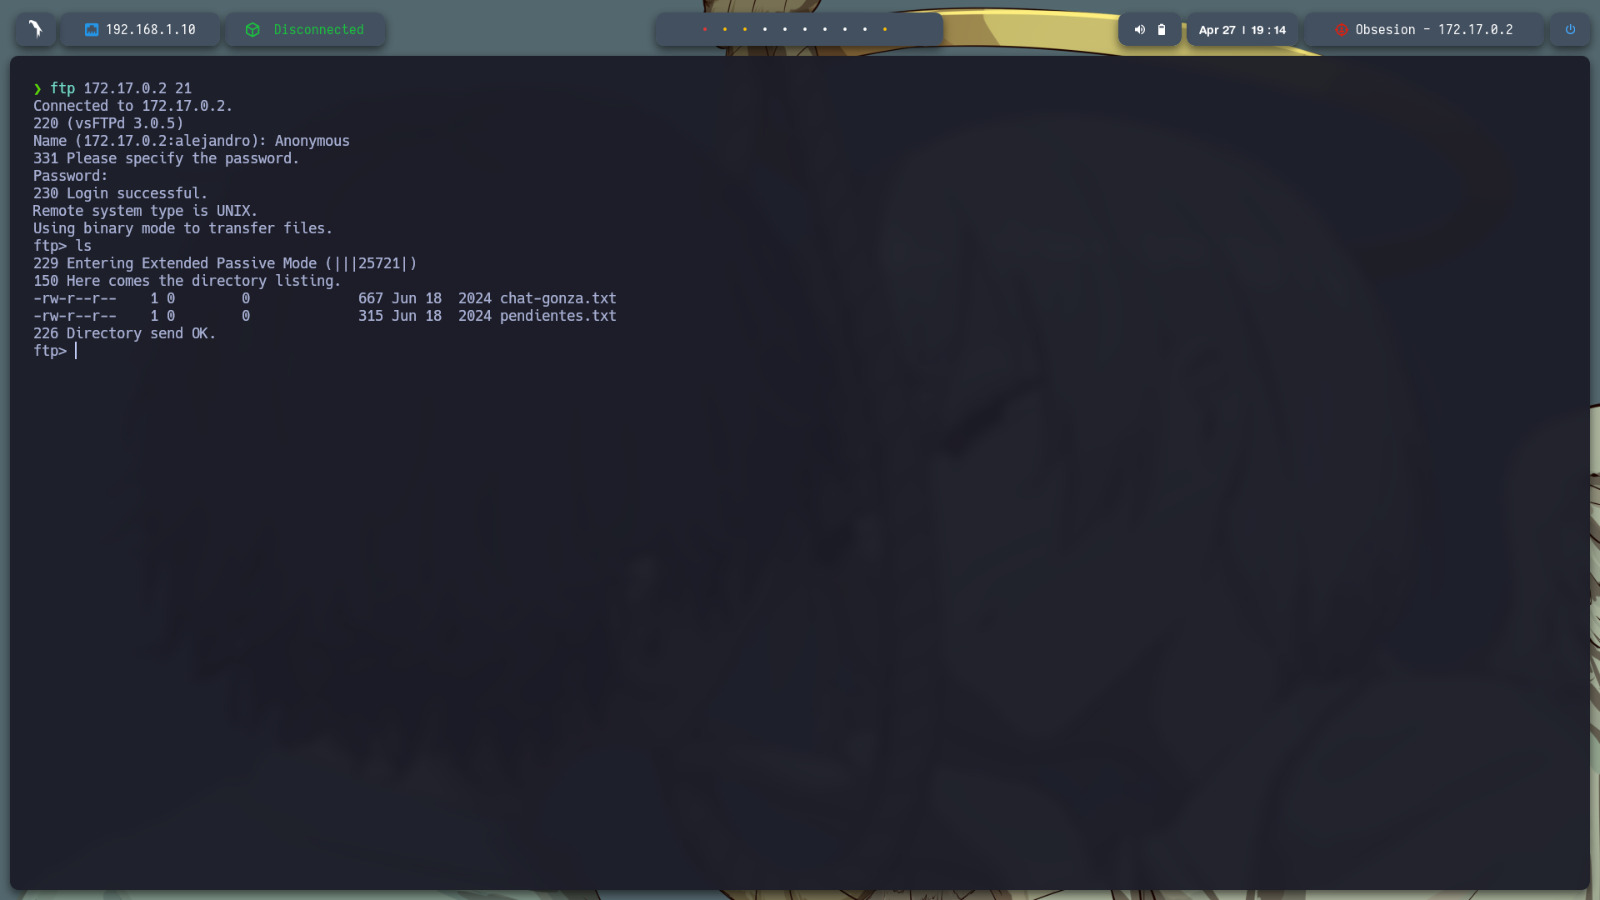 192.168.1.10
Disconnected
Apr 27 | 19:14
Obsesion - 172.17.0.2
❯ ftp 172.17.0.2 21
Connected to 172.17.0.2.
220 (vsFTPd 3.0.5)
Name (172.17.0.2:alejandro): Anonymous
331 Please specify the password.
Password:
230 Login successful.
Remote system type is UNIX.
Using binary mode to transfer files.
ftp> ls
229 Entering Extended Passive Mode (|||25721|)
150 Here comes the directory listing.
-rw-r--r--    1 0        0             667 Jun 18  2024 chat-gonza.txt
-rw-r--r--    1 0        0             315 Jun 18  2024 pendientes.txt
226 Directory send OK.
ftp>